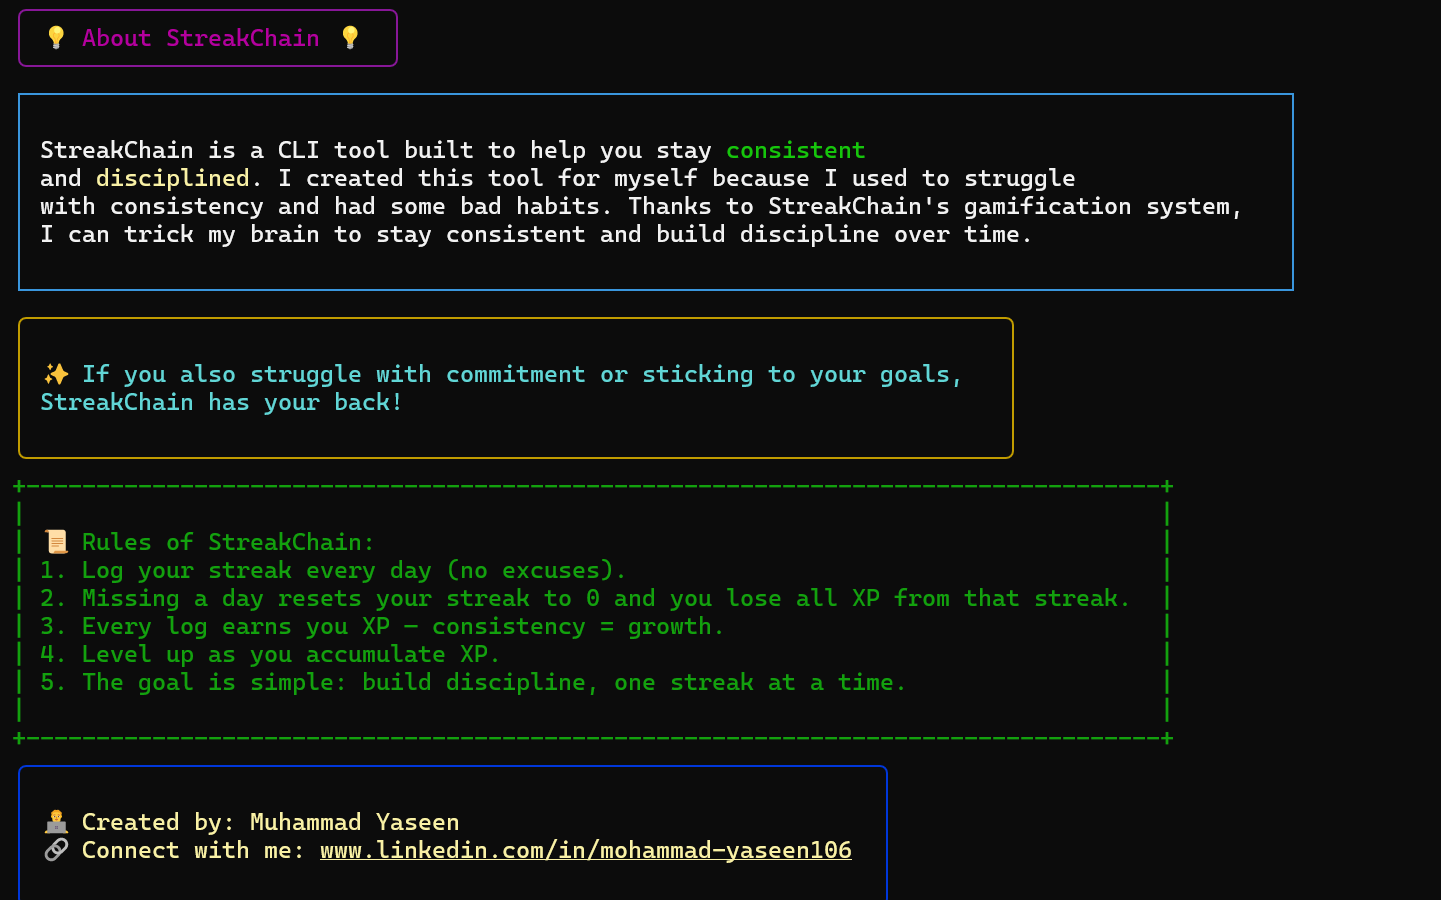 💡 About StreakChain 💡
StreakChain is a CLI tool built to help you stay consistent
and disciplined. I created this tool for myself because I used to struggle
with consistency and had some bad habits. Thanks to StreakChain's gamification system,
I can trick my brain to stay consistent and build discipline over time.
✨ If you also struggle with commitment or sticking to your goals,
StreakChain has your back!
📜 Rules of StreakChain:
1. Log your streak every day (no excuses).
2. Missing a day resets your streak to 0 and you lose all XP from that streak.
3. Every log earns you XP — consistency = growth.
4. Level up as you accumulate XP.
5. The goal is simple: build discipline, one streak at a time.
👨‍💻 Created by: Muhammad Yaseen
🔗 Connect with me: www.linkedin.com/in/mohammad-yaseen106